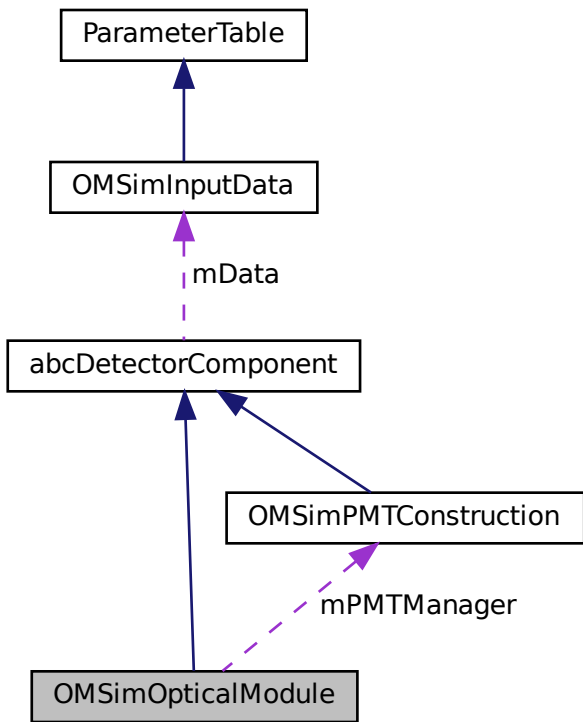 ParameterTable
OMSimInputData
mData
abcDetectorComponent
OMSimPMTConstruction
mPMTManager
OMSimOpticalModule